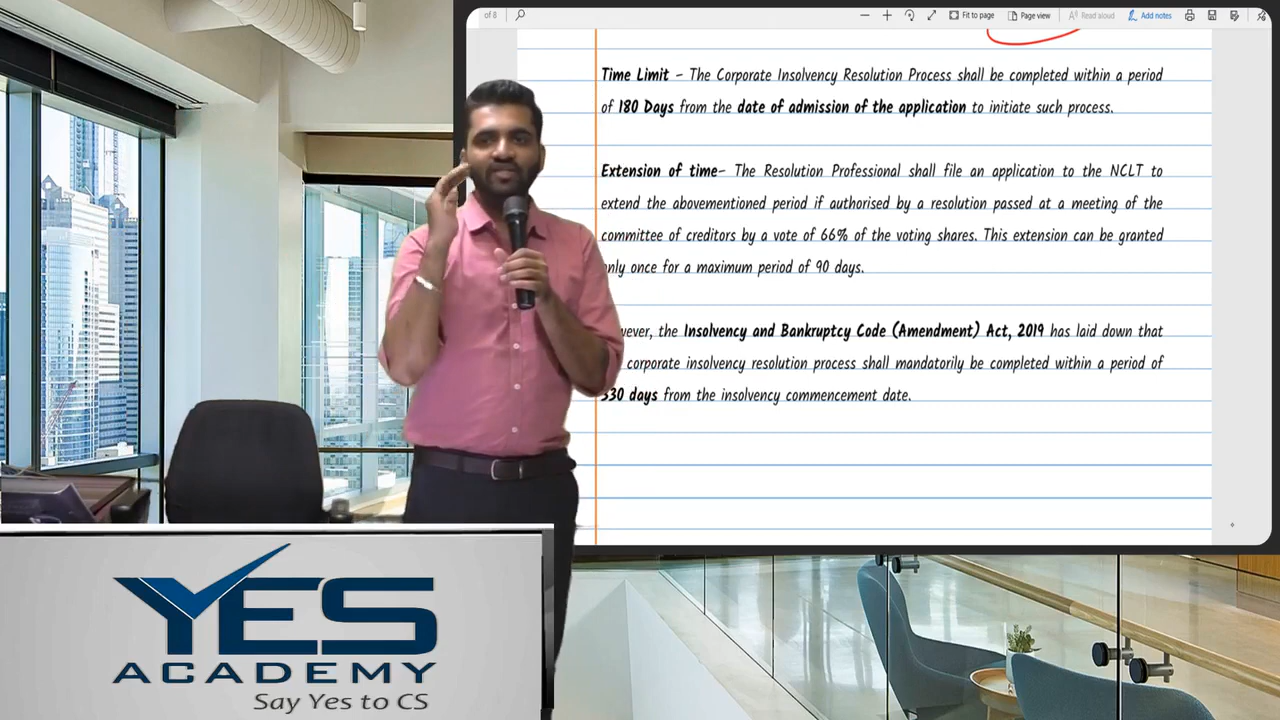 of 8
Fit to page
Page view
Read aloud
Add notes
Time Limit - The Corporate Insolvency Resolution Process shall be completed within a period
of 180 Days from the date of admission of the application to initiate such process.
Extension of time- The Resolution Professional shall file an application to the NCLT to
extend the abovementioned period if authorised by a resolution passed at a meeting of the
committee of creditors by a vote of 66% of the voting shares. This extension can be granted
only once for a maximum period of 90 days.
wever, the Insolvency and Bankruptcy Code (Amendment) Act, 2019 has laid down that
corporate insolvency resolution process shall mandatorily be completed within a period of
330 days from the insolvency commencement date.
YES
ACADEMY
Say Yes to CS